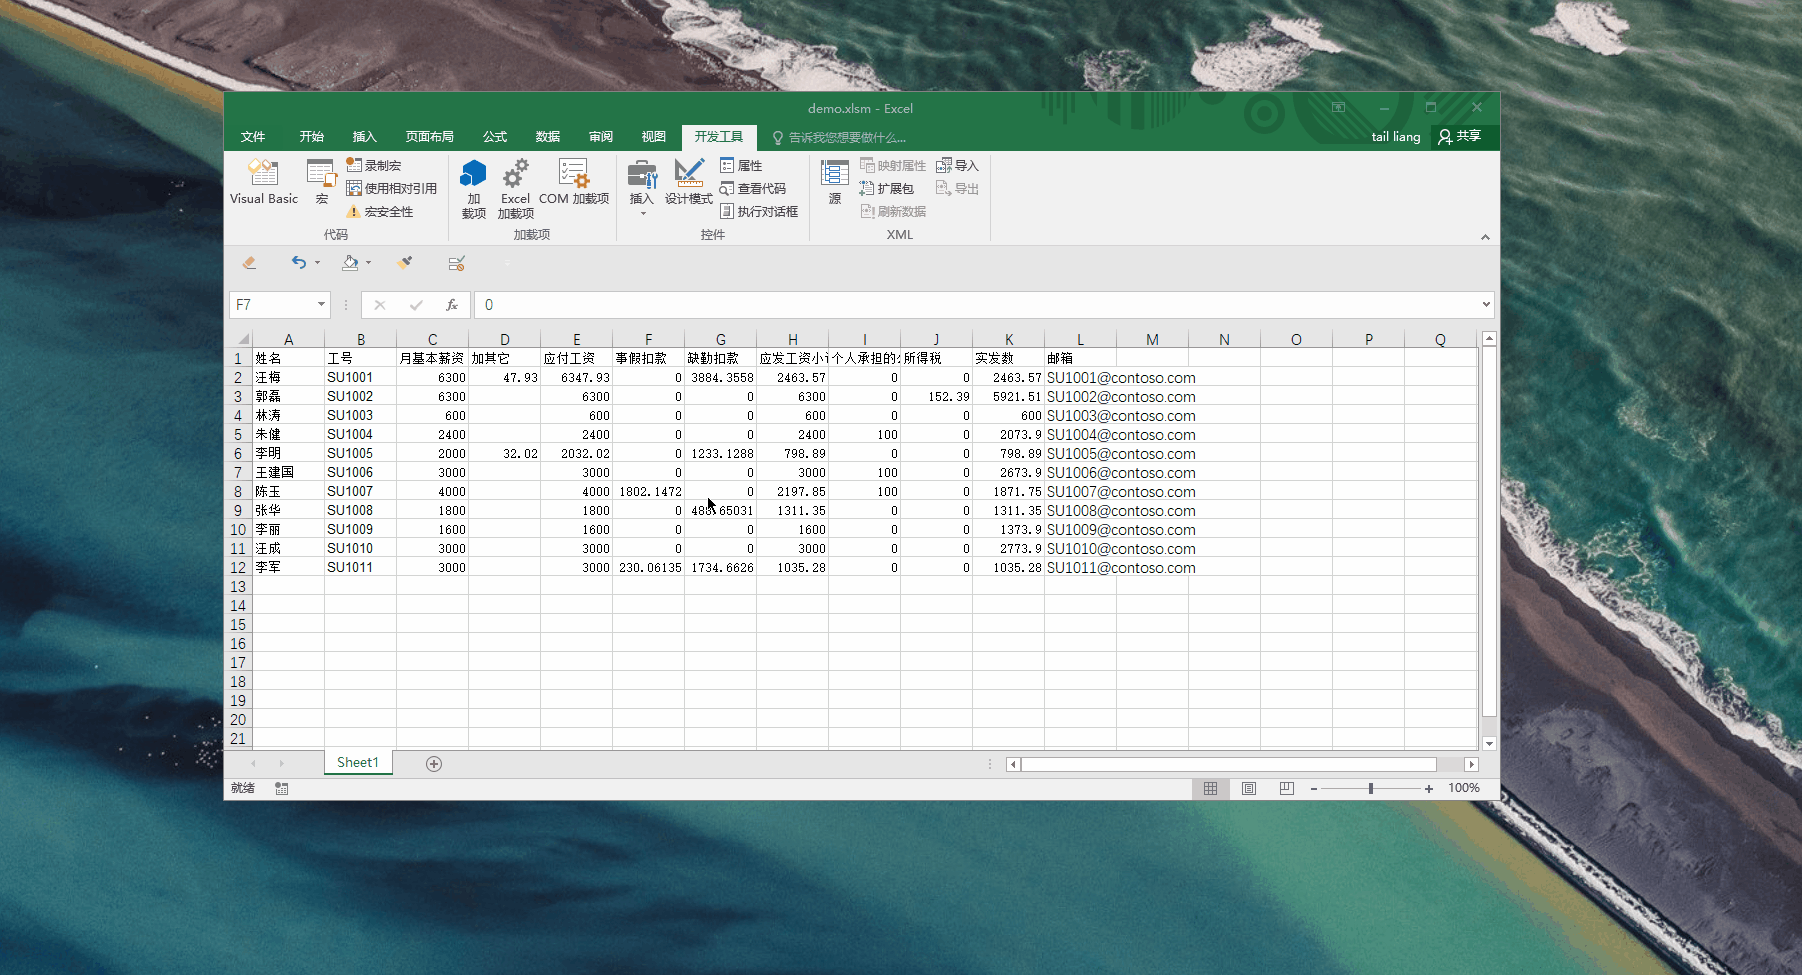 demo.xlsm - Excel
文件 开始 插入 页面布局 公式 数据 审阅 视图 开发工具 告诉我您想要做什么... tail liang 共享
Visual Basic
宏
录制宏
使用相对引用
宏安全性
代码
加
载项
Excel
加载项
COM 加载项
加载项
插入
设计模式
属性
查看代码
执行对话框
控件
源
映射属性
扩展包
刷新数据
导入
导出
XML
F7 fx 0
A B C D E F G H I J K L M N O P Q
1 姓名 工号 月基本薪资 加其它 应付工资 事假扣款 缺勤扣款 应发工资小 个人承担的 所得税 实发数 邮箱
2 汪梅 SU1001 6300 47.93 6347.93 0 3884.3558 2463.57 0 0 2463.57 SU1001@contoso.com
3 郭磊 SU1002 6300 6300 0 0 6300 0 152.39 5921.51 SU1002@contoso.com
4 林涛 SU1003 600 600 0 0 600 0 0 600 SU1003@contoso.com
5 朱健 SU1004 2400 2400 0 0 2400 100 0 2073.9 SU1004@contoso.com
6 李明 SU1005 2000 32.02 2032.02 0 1233.1288 798.89 0 0 798.89 SU1005@contoso.com
7 王建国 SU1006 3000 3000 0 0 3000 100 0 2673.9 SU1006@contoso.com
8 陈玉 SU1007 4000 4000 1802.1472 0 2197.85 100 0 1871.75 SU1007@contoso.com
9 张华 SU1008 1800 1800 0 1311.35 0 0 1311.35 SU1008@contoso.com
10 李丽 SU1009 1600 1600 0 0 1600 0 0 1373.9 SU1009@contoso.com
11 汪成 SU1010 3000 3000 0 0 3000 0 0 2773.9 SU1010@contoso.com
12 李军 SU1011 3000 3000 230.06135 1734.6626 1035.28 0 0 1035.28 SU1011@contoso.com
13
14
15
16
17
18
19
20
21
Sheet1
就绪 100%